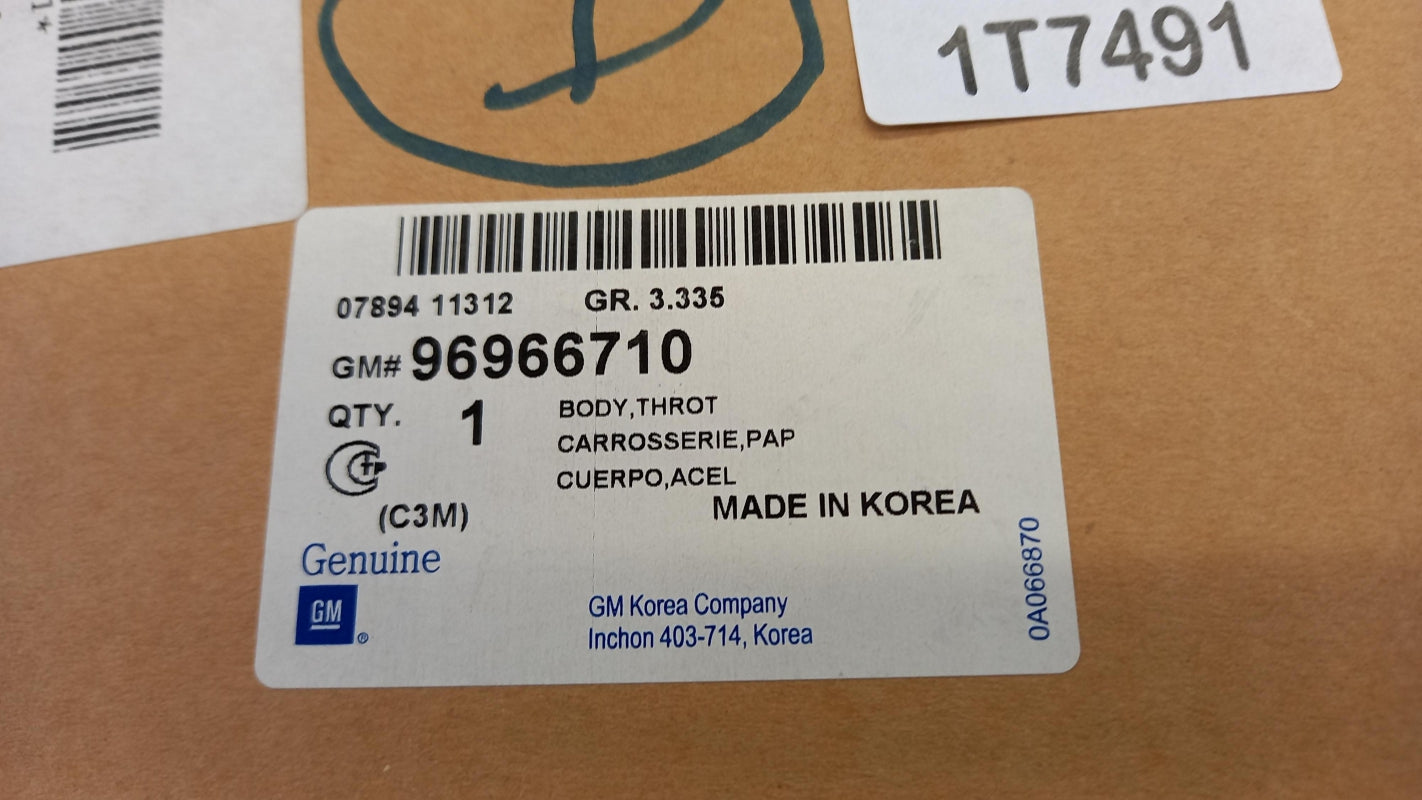 1T7491
07894 11312 GR. 3.335
GM# 96966710
QTY. 1 BODY,THROT
CARROSSERIE,PAP
CUERPO,ACEL
(C3M) MADE IN KOREA
Genuine
GM ®
GM Korea Company
Inchon 403-714, Korea
0A066870